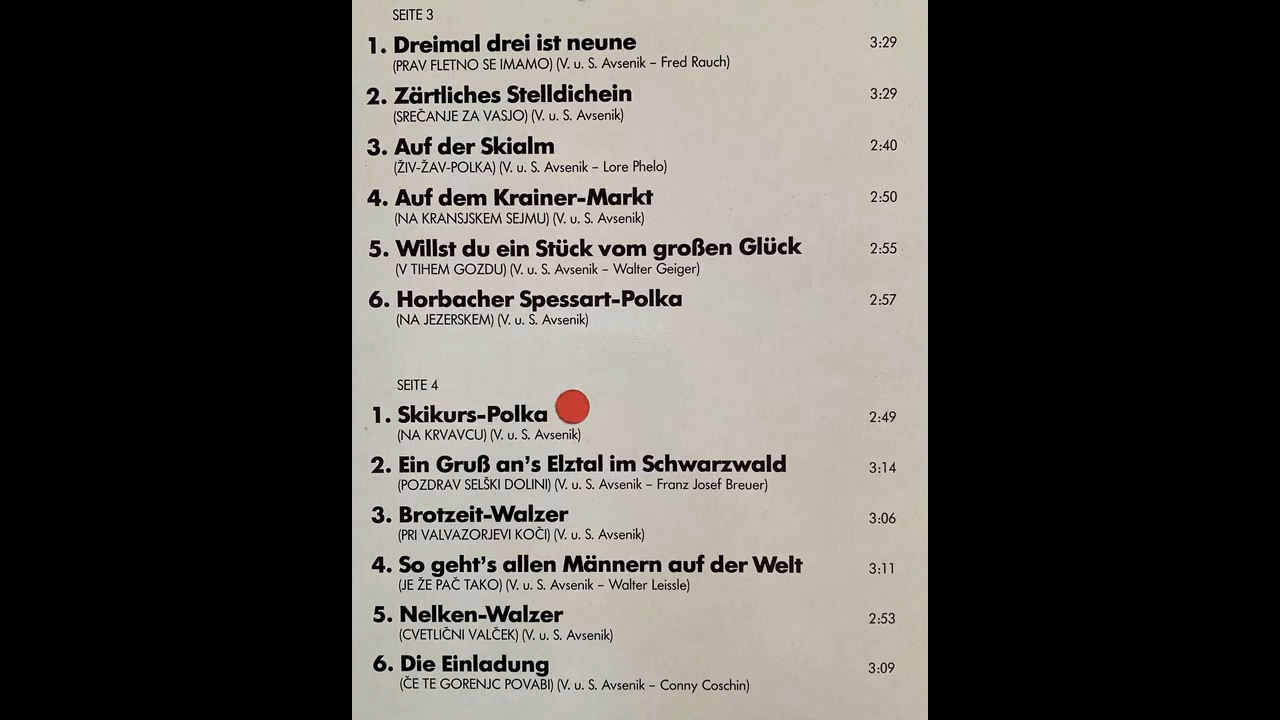 SEITE 3
1. Dreimal drei ist neune 3:29
(PRAV FLETNO SE IMAMO) (V. u. S. Avsenik – Fred Rauch)
2. Zärtliches Stelldichein 3:29
(SREČANJE ZA VASJO) (V. u. S. Avsenik)
3. Auf der Skialm 2:40
(ŽIV-ŽAV-POLKA) (V. u. S. Avsenik – Lore Phelo)
4. Auf dem Krainer-Markt 2:50
(NA KRANSJSKEM SEJMU) (V. u. S. Avsenik)
5. Willst du ein Stück vom großen Glück 2:55
(V TIHEM GOZDU) (V. u. S. Avsenik – Walter Geiger)
6. Horbacher Spessart-Polka 2:57
(NA JEZERSKEM) (V. u. S. Avsenik)
SEITE 4
1. Skikurs-Polka 2:49
(NA KRVAVCU) (V. u. S. Avsenik)
2. Ein Gruß an's Elztal im Schwarzwald 3:14
(POZDRAV SELŠKI DOLINI) (V. u. S. Avsenik – Franz Josef Breuer)
3. Brotzeit-Walzer 3:06
(PRI VALVAZORJEVI KOČI) (V. u. S. Avsenik)
4. So geht's allen Männern auf der Welt 3:11
(JE ŽE PAČ TAKO) (V. u. S. Avsenik – Walter Leissle)
5. Nelken-Walzer 2:53
(CVETLIČNI VALČEK) (V. u. S. Avsenik)
6. Die Einladung 3:09
(ČE TE GORENJC POVABI) (V. u. S. Avsenik – Conny Coschin)